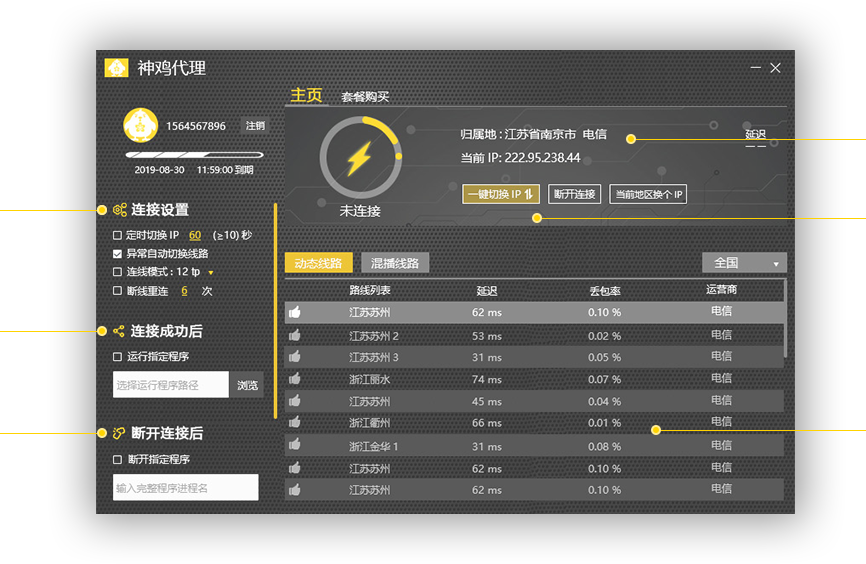 神鸡代理
主页 套餐购买
1564567896 注销
2019-08-30 11:59:00 到期
归属地 : 江苏省南京市 电信
延迟
当前 IP: 222.95.238.44
一键切换 IP 断开连接 当前地区换个 IP
未连接
连接设置
定时切换 IP 60 (≥10) 秒
异常自动切换线路
连线模式 : 12 tp
断线重连 6 次
连接成功后
运行指定程序
选择运行程序路径 浏览
断开连接后
断开指定程序
输入完整程序进程名
动态线路 混播线路 全国
路线列表 延迟 丢包率 运营商
江苏苏州 62 ms 0.10 % 电信
江苏苏州 2 53 ms 0.02 % 电信
江苏苏州 3 31 ms 0.05 % 电信
浙江丽水 74 ms 0.07 % 电信
江苏苏州 45 ms 0.04 % 电信
浙江衢州 66 ms 0.01 % 电信
浙江金华 1 31 ms 0.08 % 电信
江苏苏州 62 ms 0.10 % 电信
江苏苏州 62 ms 0.10 % 电信